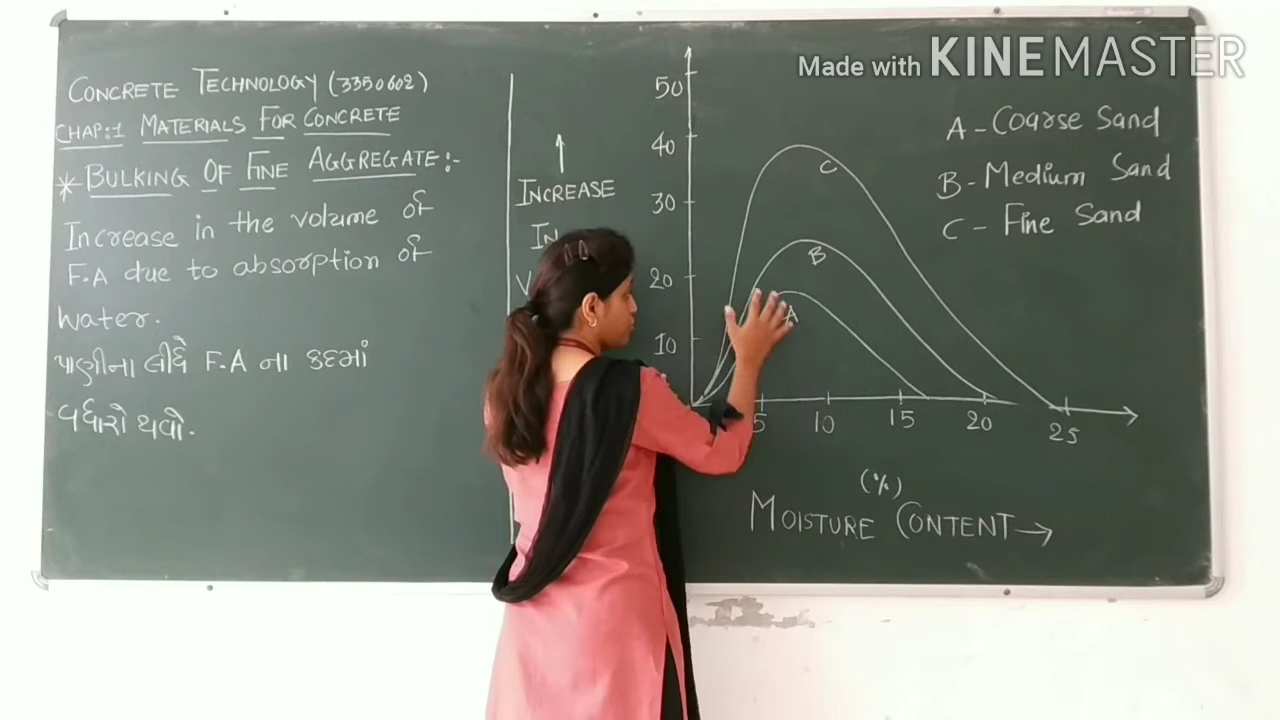 Made with KINEMASTER
CONCRETE TECHNOLOGY (3350602)
CHAP:1 MATERIALS FOR CONCRETE
* BULKING OF FINE AGGREGATE:-
Increase in the volume of
F.A due to absorption of
Water.
પાણીના લીધે F.A ના કદમાં
વધારો થવો.
↑
INCREASE
IN
V
50
40
30
20
10
C
B
A
5
10
15
20
25
(%)
MOISTURE CONTENT→
A - Coarse Sand
B - Medium Sand
C - Fine Sand